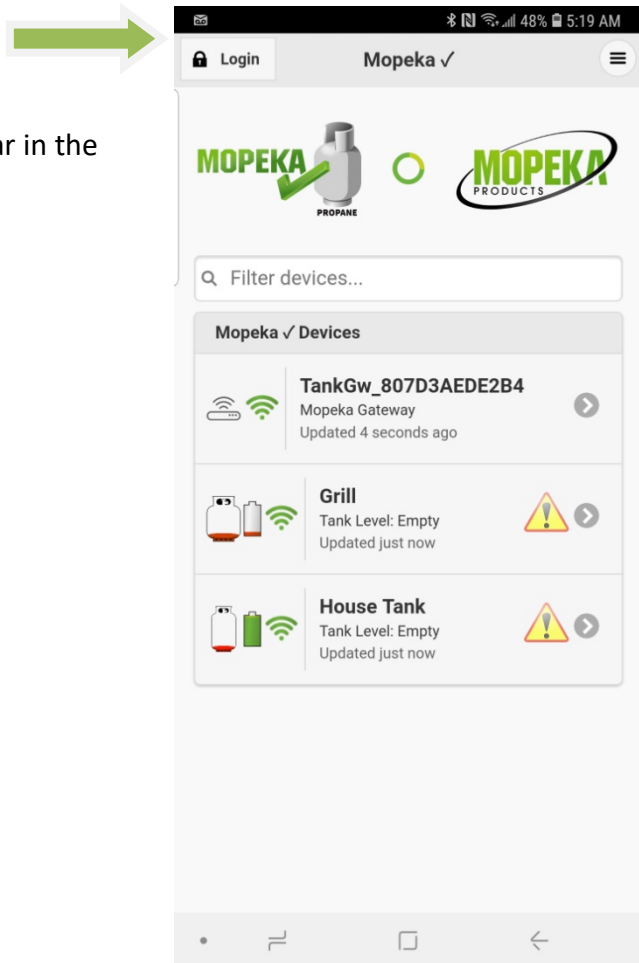 48% 5:19 AM
Login
Mopeka ✓
in the
MOPEKA
PROPANE
MOPEKA
PRODUCTS
Filter devices...
Mopeka ✓ Devices
TankGw_807D3AEDE2B4
Mopeka Gateway
Updated 4 seconds ago
Grill
Tank Level: Empty
Updated just now
House Tank
Tank Level: Empty
Updated just now